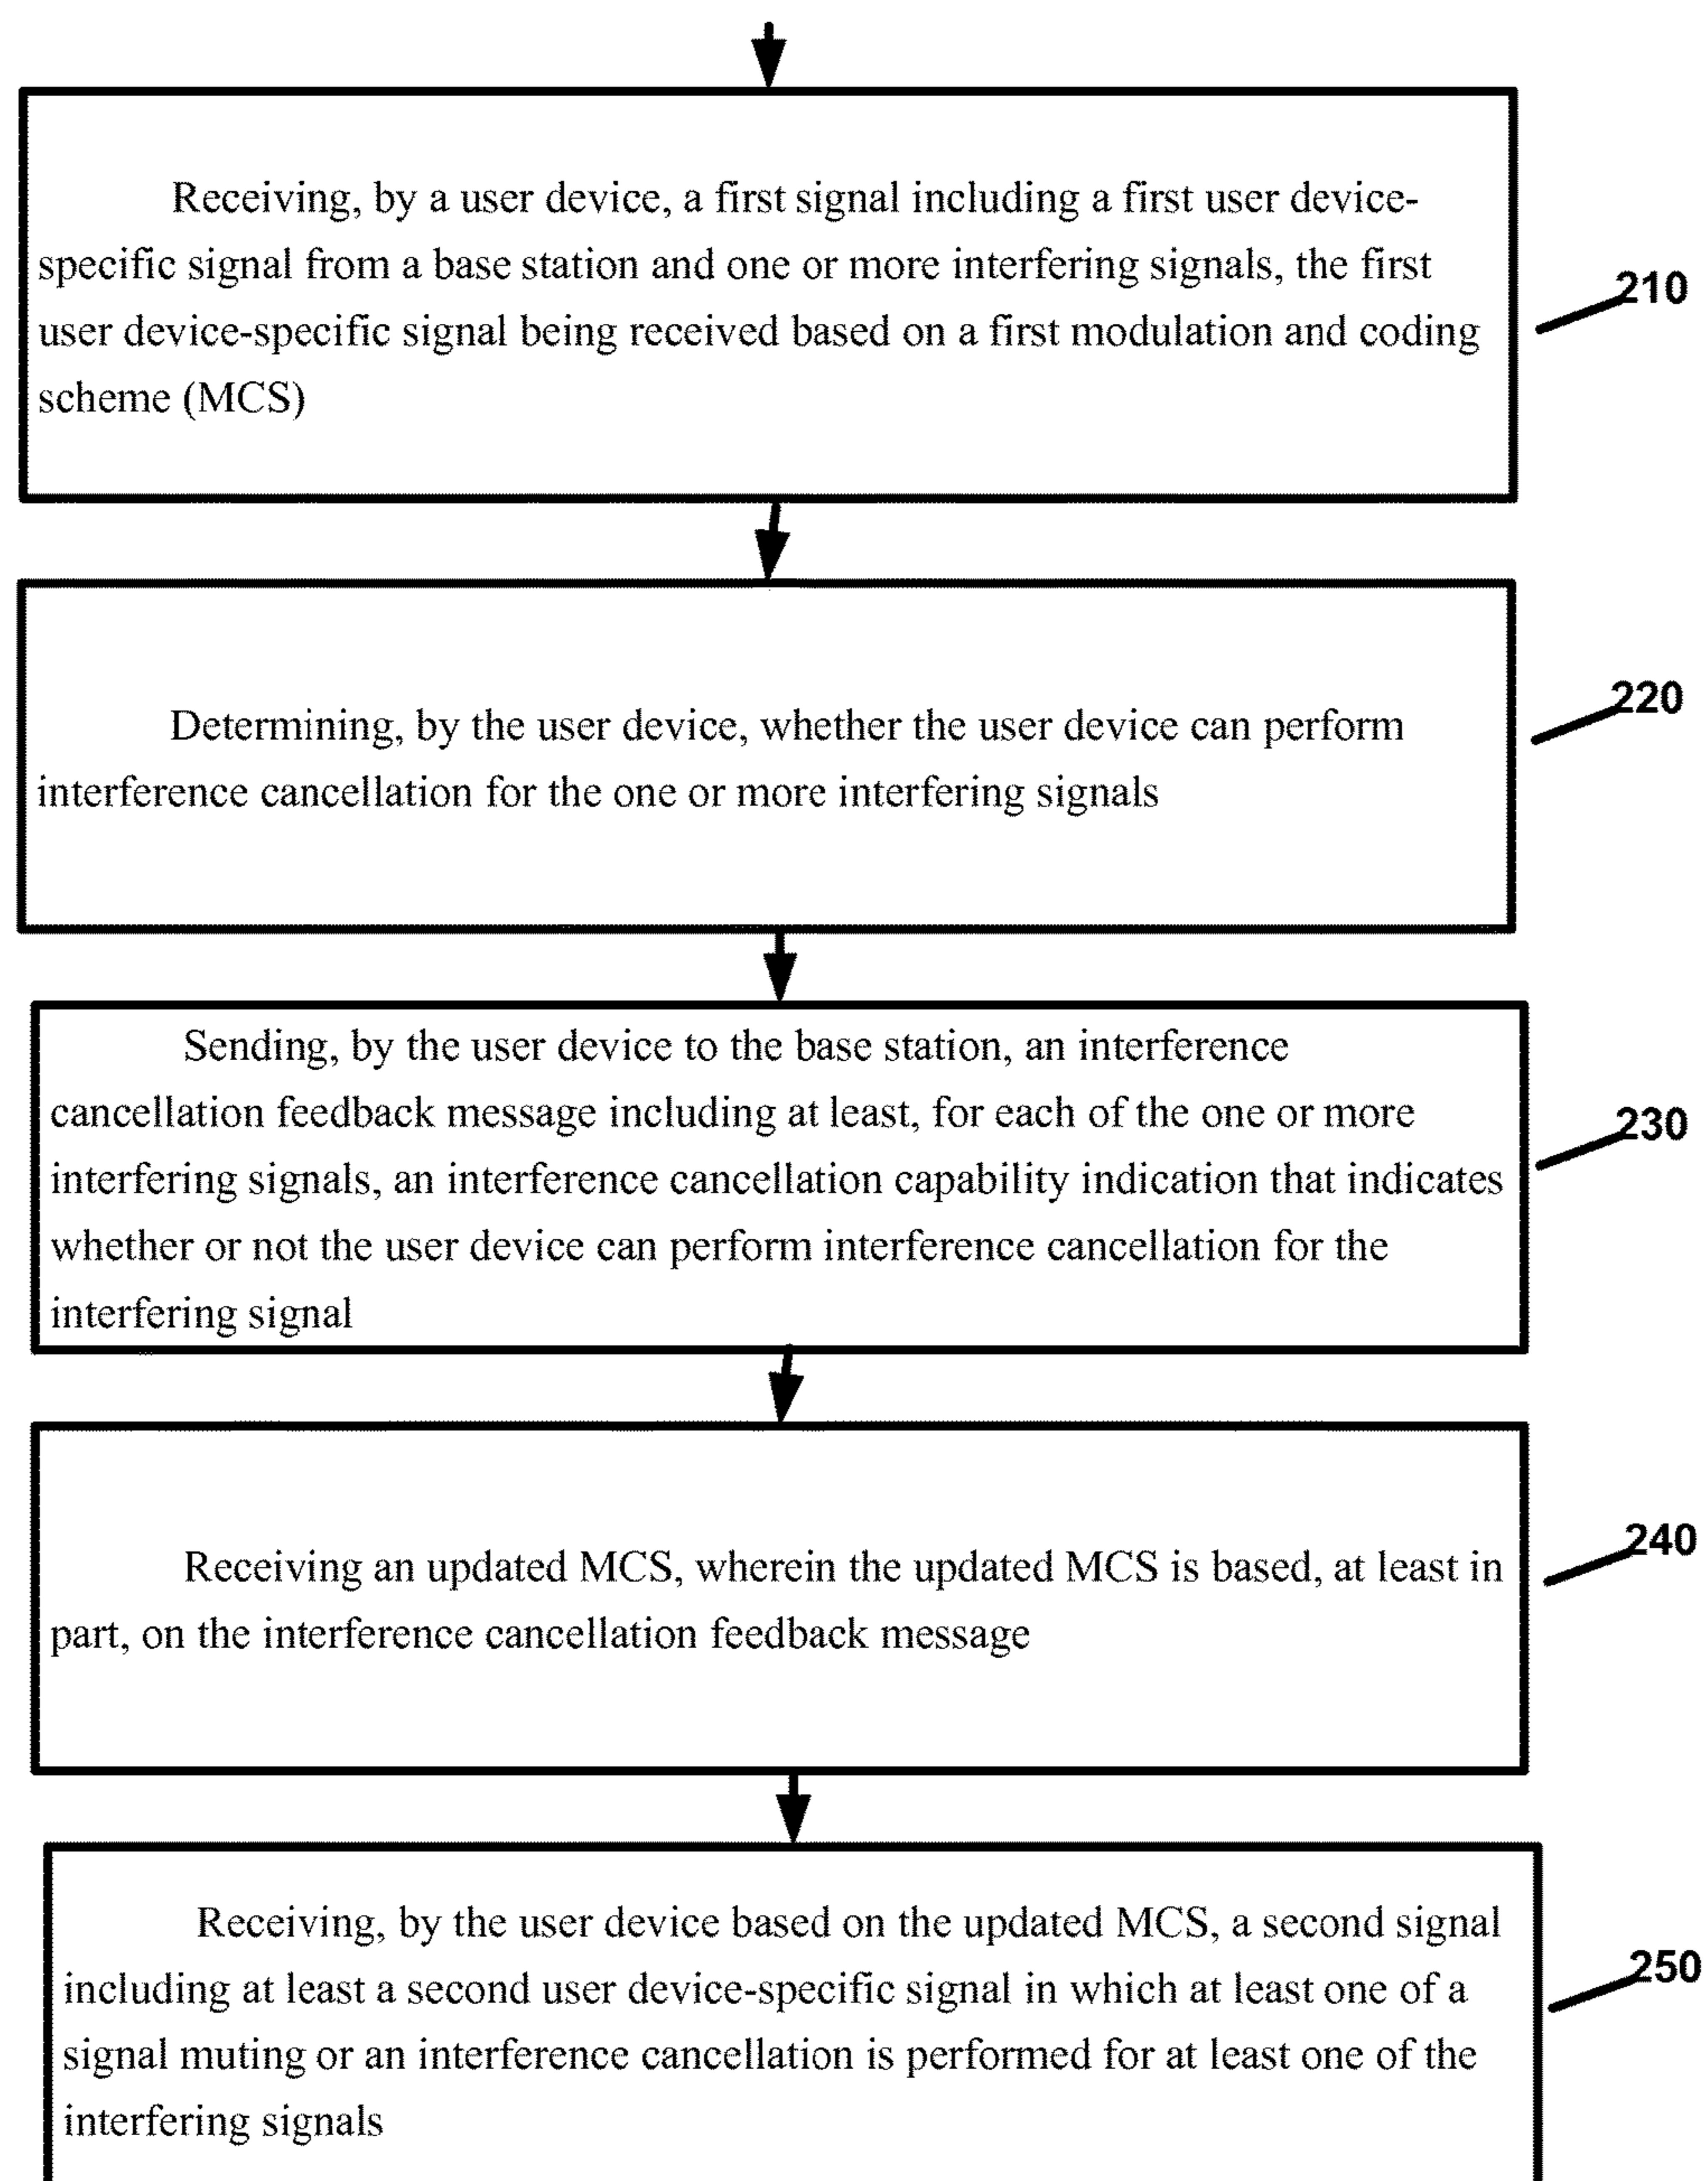 Receiving, by a user device, a first signal including a first user device-
specific signal from a base station and one or more interfering signals, the first
user device-specific signal being received based on a first modulation and coding
scheme (MCS)
210
Determining, by the user device, whether the user device can perform
interference cancellation for the one or more interfering signals
220
Sending, by the user device to the base station, an interference
cancellation feedback message including at least, for each of the one or more
interfering signals, an interference cancellation capability indication that indicates
whether or not the user device can perform interference cancellation for the
interfering signal
230
Receiving an updated MCS, wherein the updated MCS is based, at least in
part, on the interference cancellation feedback message
240
Receiving, by the user device based on the updated MCS, a second signal
including at least a second user device-specific signal in which at least one of a
signal muting or an interference cancellation is performed for at least one of the
interfering signals
250